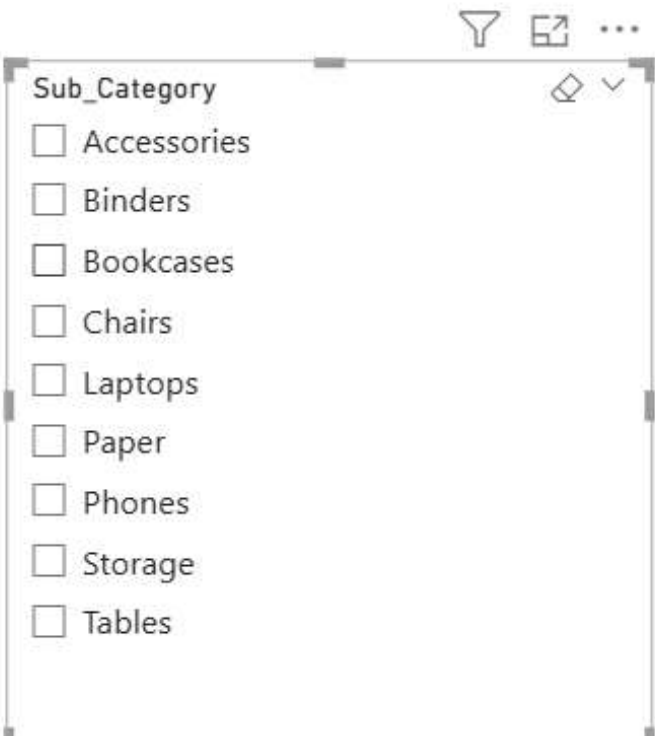 Sub_Category
Accessories
Binders
Bookcases
Chairs
Laptops
Paper
Phones
Storage
Tables